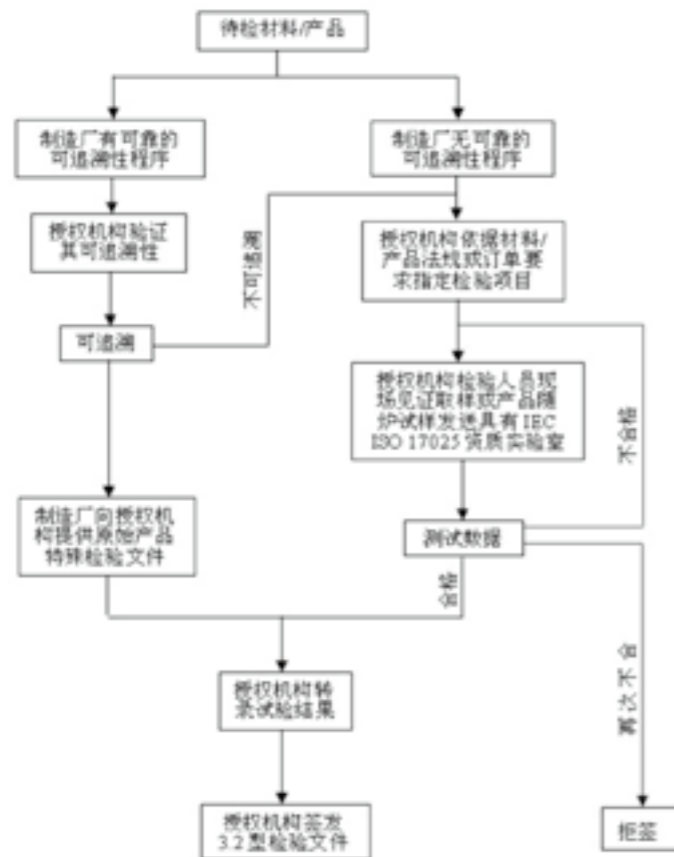 待检材料/产品
制造厂有可靠的
可追溯性程序
制造厂无可靠的
可追溯性程序
授权机构验证
其可追溯性
不可追溯
授权机构依据材料/
产品法规或订单要
求指定检验项目
可追溯
授权机构检验人员现
场见证取样或产品随
炉试样发送具有 IEC
ISO 17025 资质实验室
不合格
制造厂向授权机
构提供原始产品
特殊检验文件
测试数据
合格
再次不合
授权机构转
录试验结果
授权机构签发
3.2 型检验文件
拒签